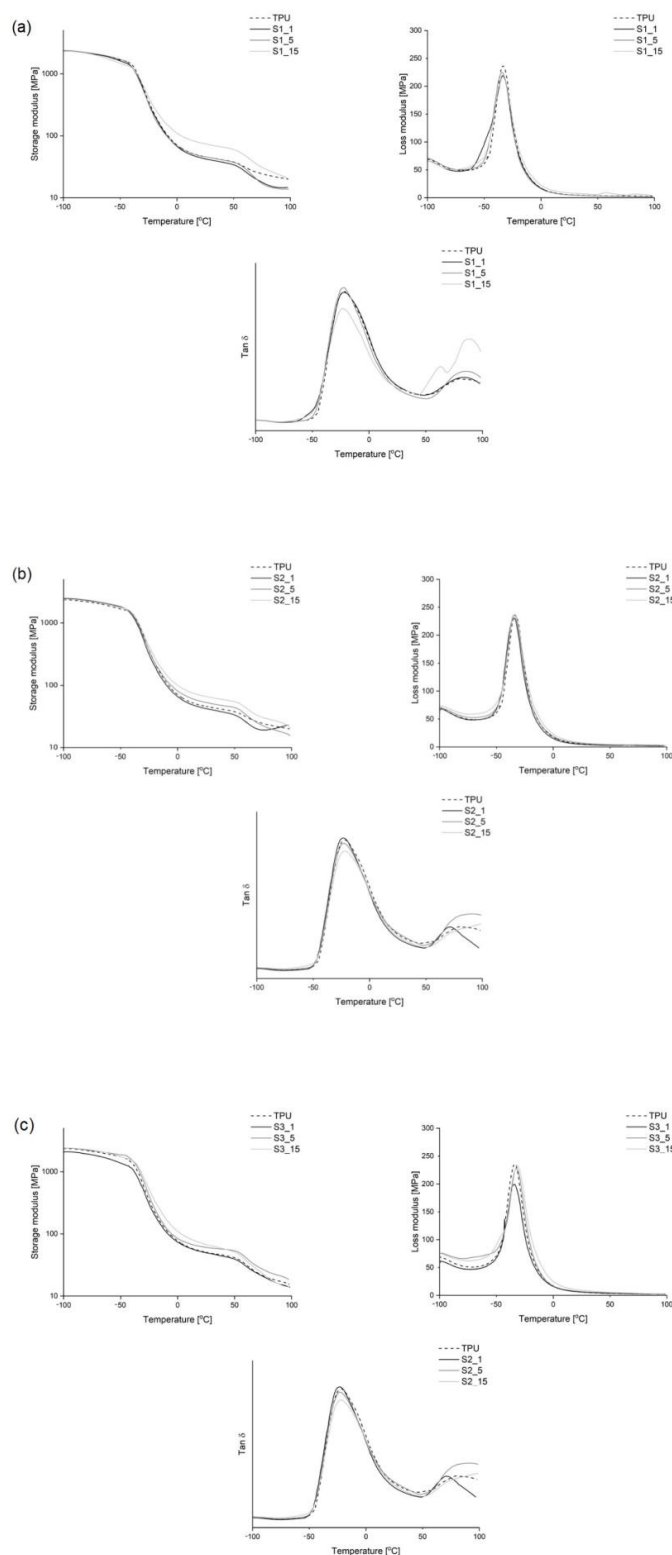 (a)
TPU
S1_1
S1_5
S1_15
Storage modulus [MPa]
1000
100
10
-100
-50
0
50
100
Temperature [°C]
TPU
S1_1
S1_5
S1_15
Loss modulus [MPa]
300
250
200
150
100
50
0
-100
-50
0
50
100
Temperature [°C]
TPU
S1_1
S1_5
S1_15
Tan δ
-100
-50
0
50
100
Temperature [°C]
(b)
TPU
S2_1
S2_5
S2_15
Storage modulus [MPa]
1000
100
10
-100
-50
0
50
100
Temperature [°C]
TPU
S2_1
S2_5
S2_15
Loss modulus [MPa]
300
250
200
150
100
50
0
-100
-50
0
50
100
Temperature [°C]
TPU
S2_1
S2_5
S2_15
Tan δ
-100
-50
0
50
100
Temperature [°C]
(c)
TPU
S3_1
S3_5
S3_15
Storage modulus [MPa]
1000
100
10
-100
-50
0
50
100
Temperature [°C]
TPU
S3_1
S3_5
S3_15
Loss modulus [MPa]
300
250
200
150
100
50
0
-100
-50
0
50
100
Temperature [°C]
TPU
S2_1
S2_5
S2_15
Tan δ
-100
-50
0
50
100
Temperature [°C]